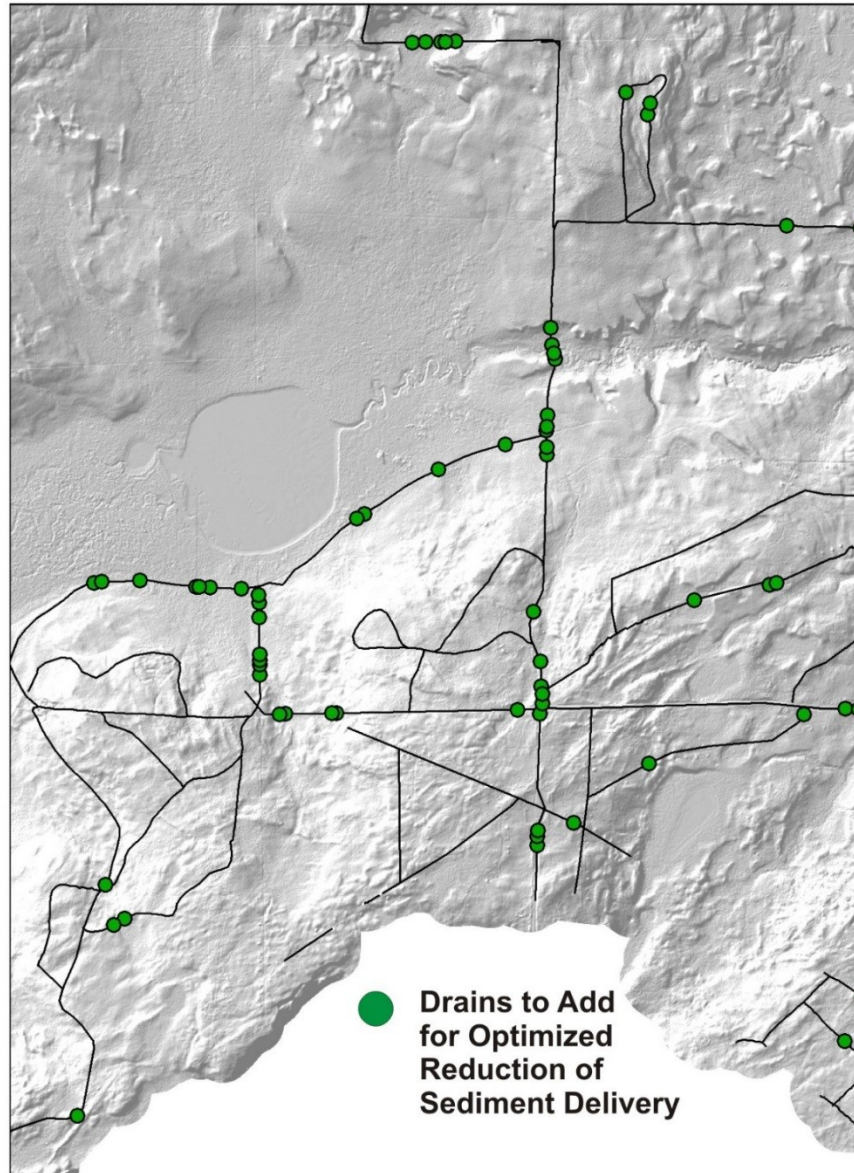 Drains to Add
for Optimized
Reduction of
Sediment Delivery